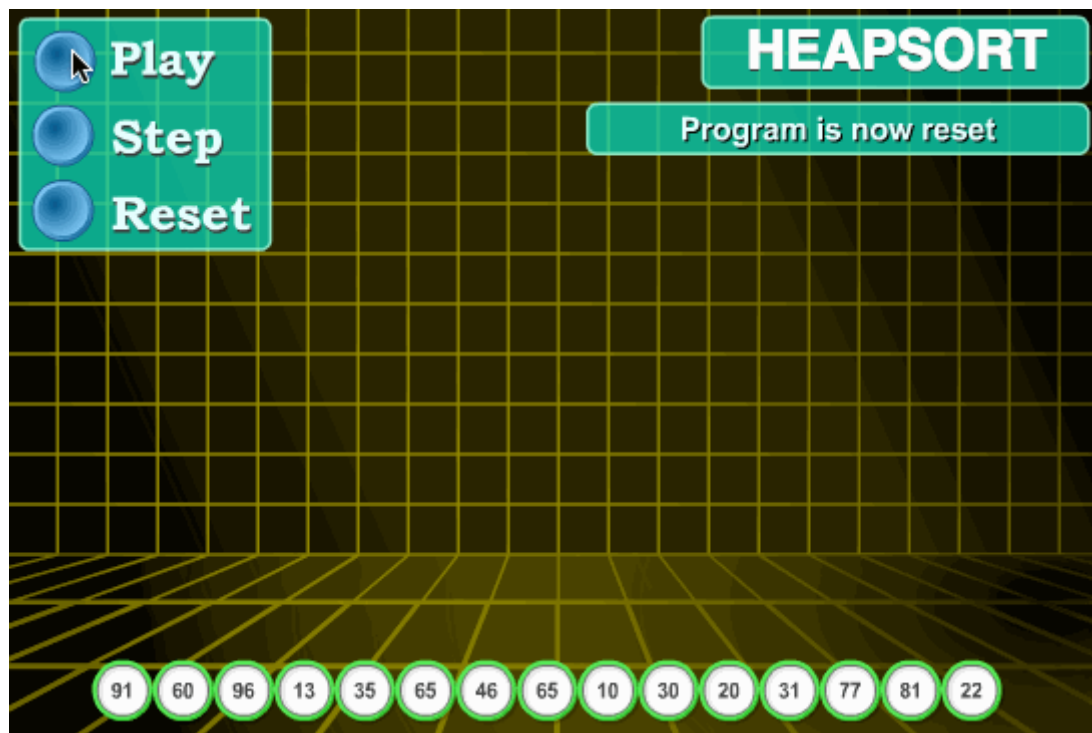 Play
Step
Reset
HEAPSORT
Program is now reset
91 60 96 13 35 65 46 65 10 30 20 31 77 81 22